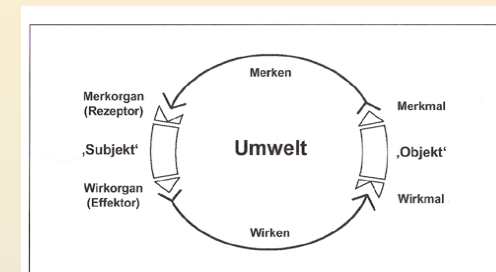 Merken
Merkorgan
(Rezeptor)
Merkmal
‚Subjekt‘
Umwelt
‚Objekt‘
Wirkorgan
(Effektor)
Wirkmal
Wirken